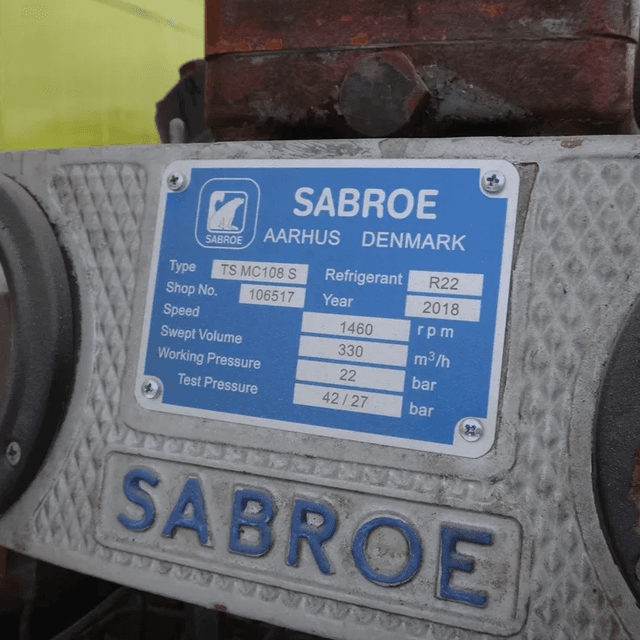 SABROE
SABROE
AARHUS DENMARK
Type TS MC108 S Refrigerant R22
Shop No. 106517 Year 2018
Speed 1460 rpm
Swept Volume 330 m³/h
Working Pressure 22 bar
Test Pressure 42 / 27 bar
SABROE